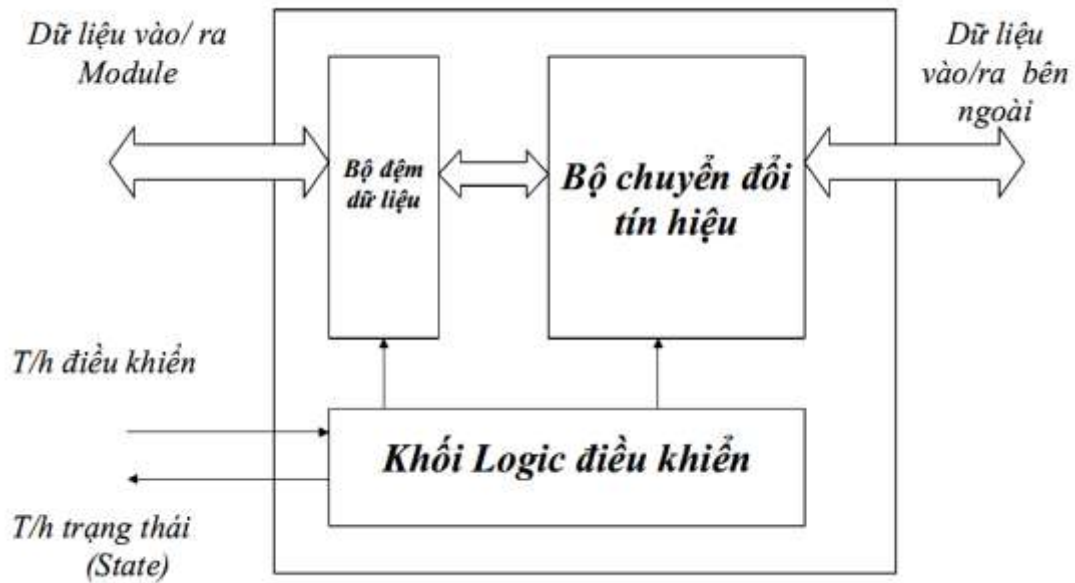 Dữ liệu vào/ ra
Module
Dữ liệu
vào/ra bên
ngoài
Bộ đệm
dữ liệu
Bộ chuyển đổi
tín hiệu
T/h điều khiển
Khối Logic điều khiển
T/h trạng thái
(State)